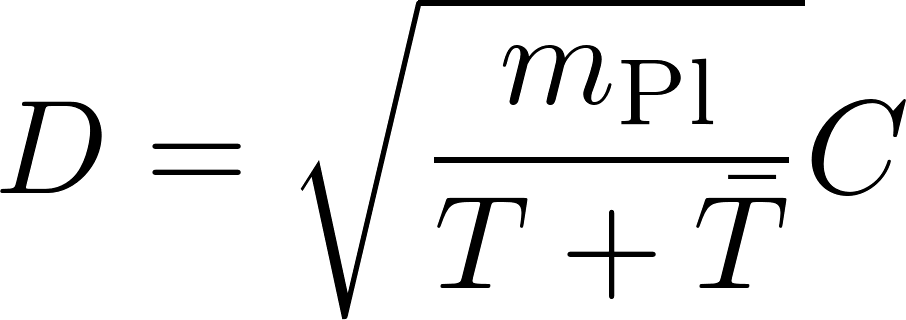 $D = \sqrt{\frac{m_{\mathrm{Pl}}}{T + \bar{T}}} C$